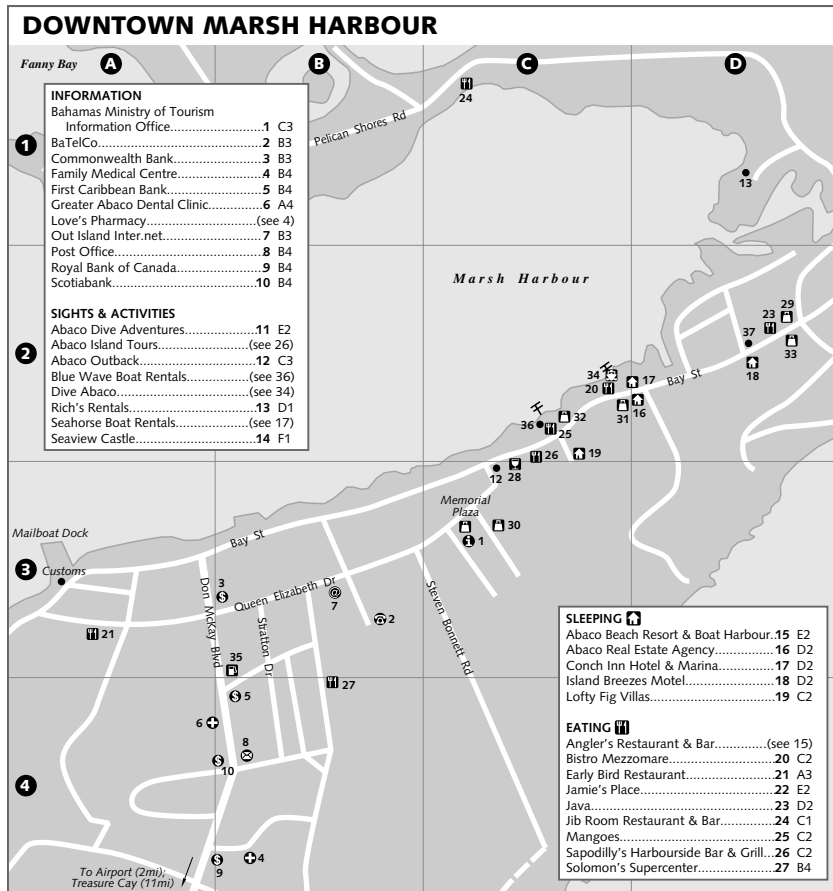 DOWNTOWN MARSH HARBOUR
Fanny Bay
A
B
C
D
1
2
3
4
INFORMATION
Bahamas Ministry of Tourism
Information Office........................1 C3
BaTelCo.......................................2 B3
Commonwealth Bank...................3 B3
Family Medical Centre..................4 B4
First Caribbean Bank....................5 B4
Greater Abaco Dental Clinic..........6 A4
Love's Pharmacy......................(see 4)
Out Island Inter.net......................7 B3
Post Office...................................8 B4
Royal Bank of Canada...................9 B4
Scotiabank.................................10 B4
SIGHTS & ACTIVITIES
Abaco Dive Adventures...............11 E2
Abaco Island Tours..................(see 26)
Abaco Outback...........................12 C3
Blue Wave Boat Rentals............(see 36)
Dive Abaco.............................(see 34)
Rich's Rentals.............................13 D1
Seahorse Boat Rentals..............(see 17)
Seaview Castle...........................14 F1
Pelican Shores Rd
24
13
Marsh Harbour
29
23
37
33
18
34
20
17
Bay St
16
31
32
36
25
26
19
12
28
Memorial
Plaza
30
1
Mailboat Dock
Customs
Bay St
3
Queen Elizabeth Dr
7
2
Don McKay Blvd
Stratton Dr
Steven Bonnett Rd
21
35
27
5
6
8
10
4
9
To Airport (2mi);
Treasure Cay (11mi)
SLEEPING
Abaco Beach Resort & Boat Harbour..15 E2
Abaco Real Estate Agency..............16 D2
Conch Inn Hotel & Marina..............17 D2
Island Breezes Motel.....................18 D2
Lofty Fig Villas..............................19 C2
EATING
Angler's Restaurant & Bar............(see 15)
Bistro Mezzomare.........................20 C2
Early Bird Restaurant.....................21 A3
Jamie's Place................................22 E2
Java.............................................23 D2
Jib Room Restaurant & Bar............24 C1
Mangoes......................................25 C2
Sapodilly's Harbourside Bar & Grill...26 C2
Solomon's Supercenter.................27 B4